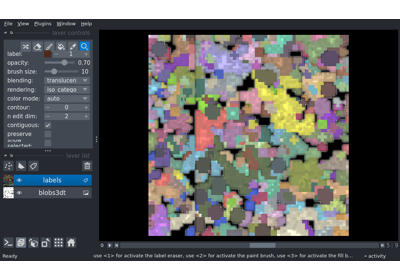 File View Plugins Window Help
layer controls
label: 1
opacity: 0.70
brush size: 10
blending: translucen
rendering: iso_catego
color mode: auto
contour: 0
n edit dim: 2
contiguous:
preserve
layer list
labels
blobs3dt
Ready
use <1> for activate the label eraser, use <2> for activate the paint brush, use <3> for activate the fill b...
activity